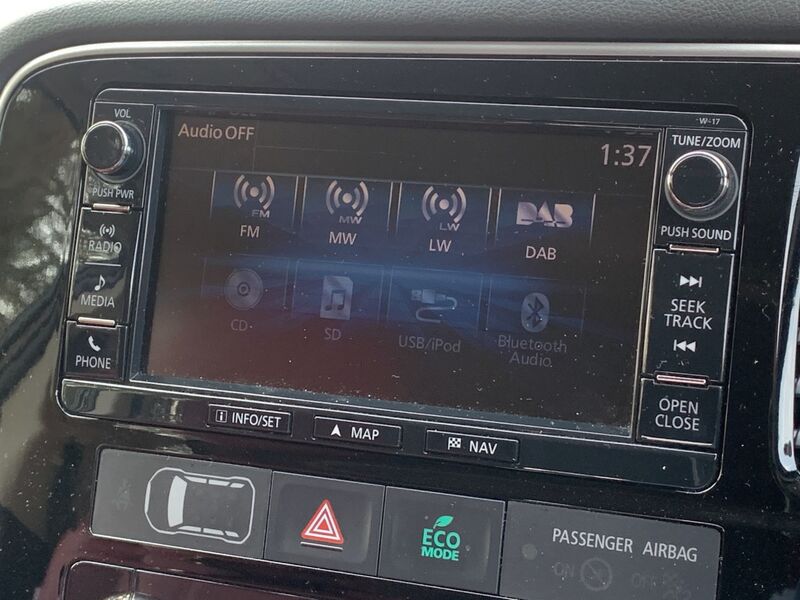 VOL
PUSH PWR
RADIO
MEDIA
PHONE
Audio OFF
1:37
FM
MW
LW
DAB
FM
MW
LW
DAB
CD
SD
USB/iPod
Bluetooth
Audio
W-17
TUNE/ZOOM
PUSH SOUND
SEEK
TRACK
OPEN
CLOSE
INFO/SET
MAP
NAV
ECO
MODE
PASSENGER AIRBAG
ON
OFF